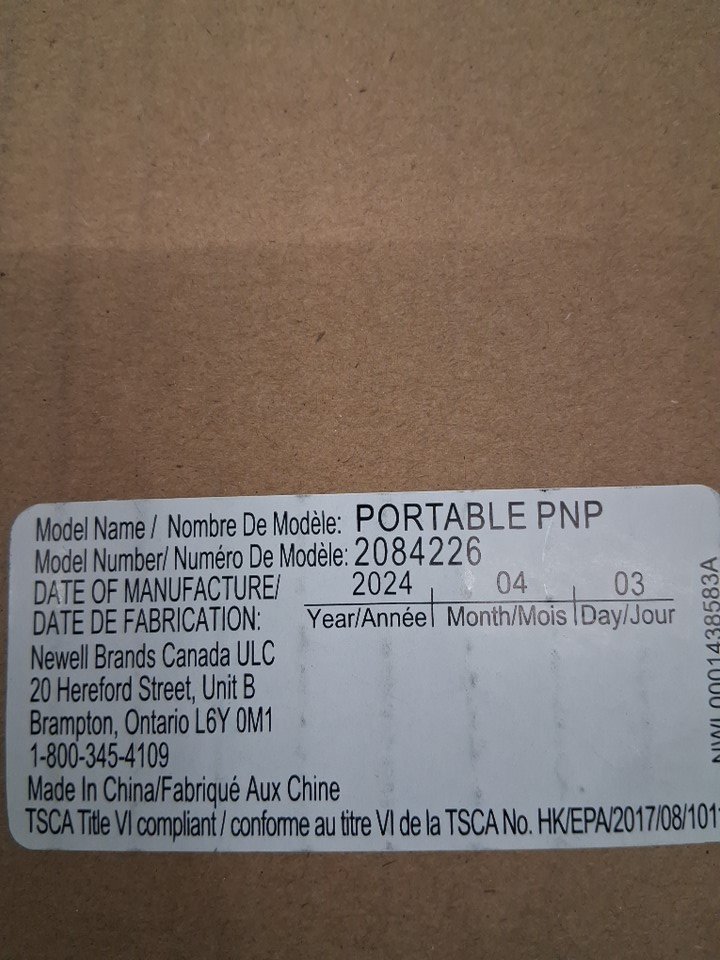 Model Name / Nombre De Modèle: PORTABLE PNP
Model Number/ Numéro De Modèle: 2084226
DATE OF MANUFACTURE/ 2024 04 03
DATE DE FABRICATION: Year/Année Month/Mois Day/Jour
Newell Brands Canada ULC
20 Hereford Street, Unit B
Brampton, Ontario L6Y 0M1
1-800-345-4109
Made In China/Fabriqué Aux Chine
TSCA Title VI compliant / conforme au titre VI de la TSCA No. HK/EPA/2017/08/101
NWL0001438583A